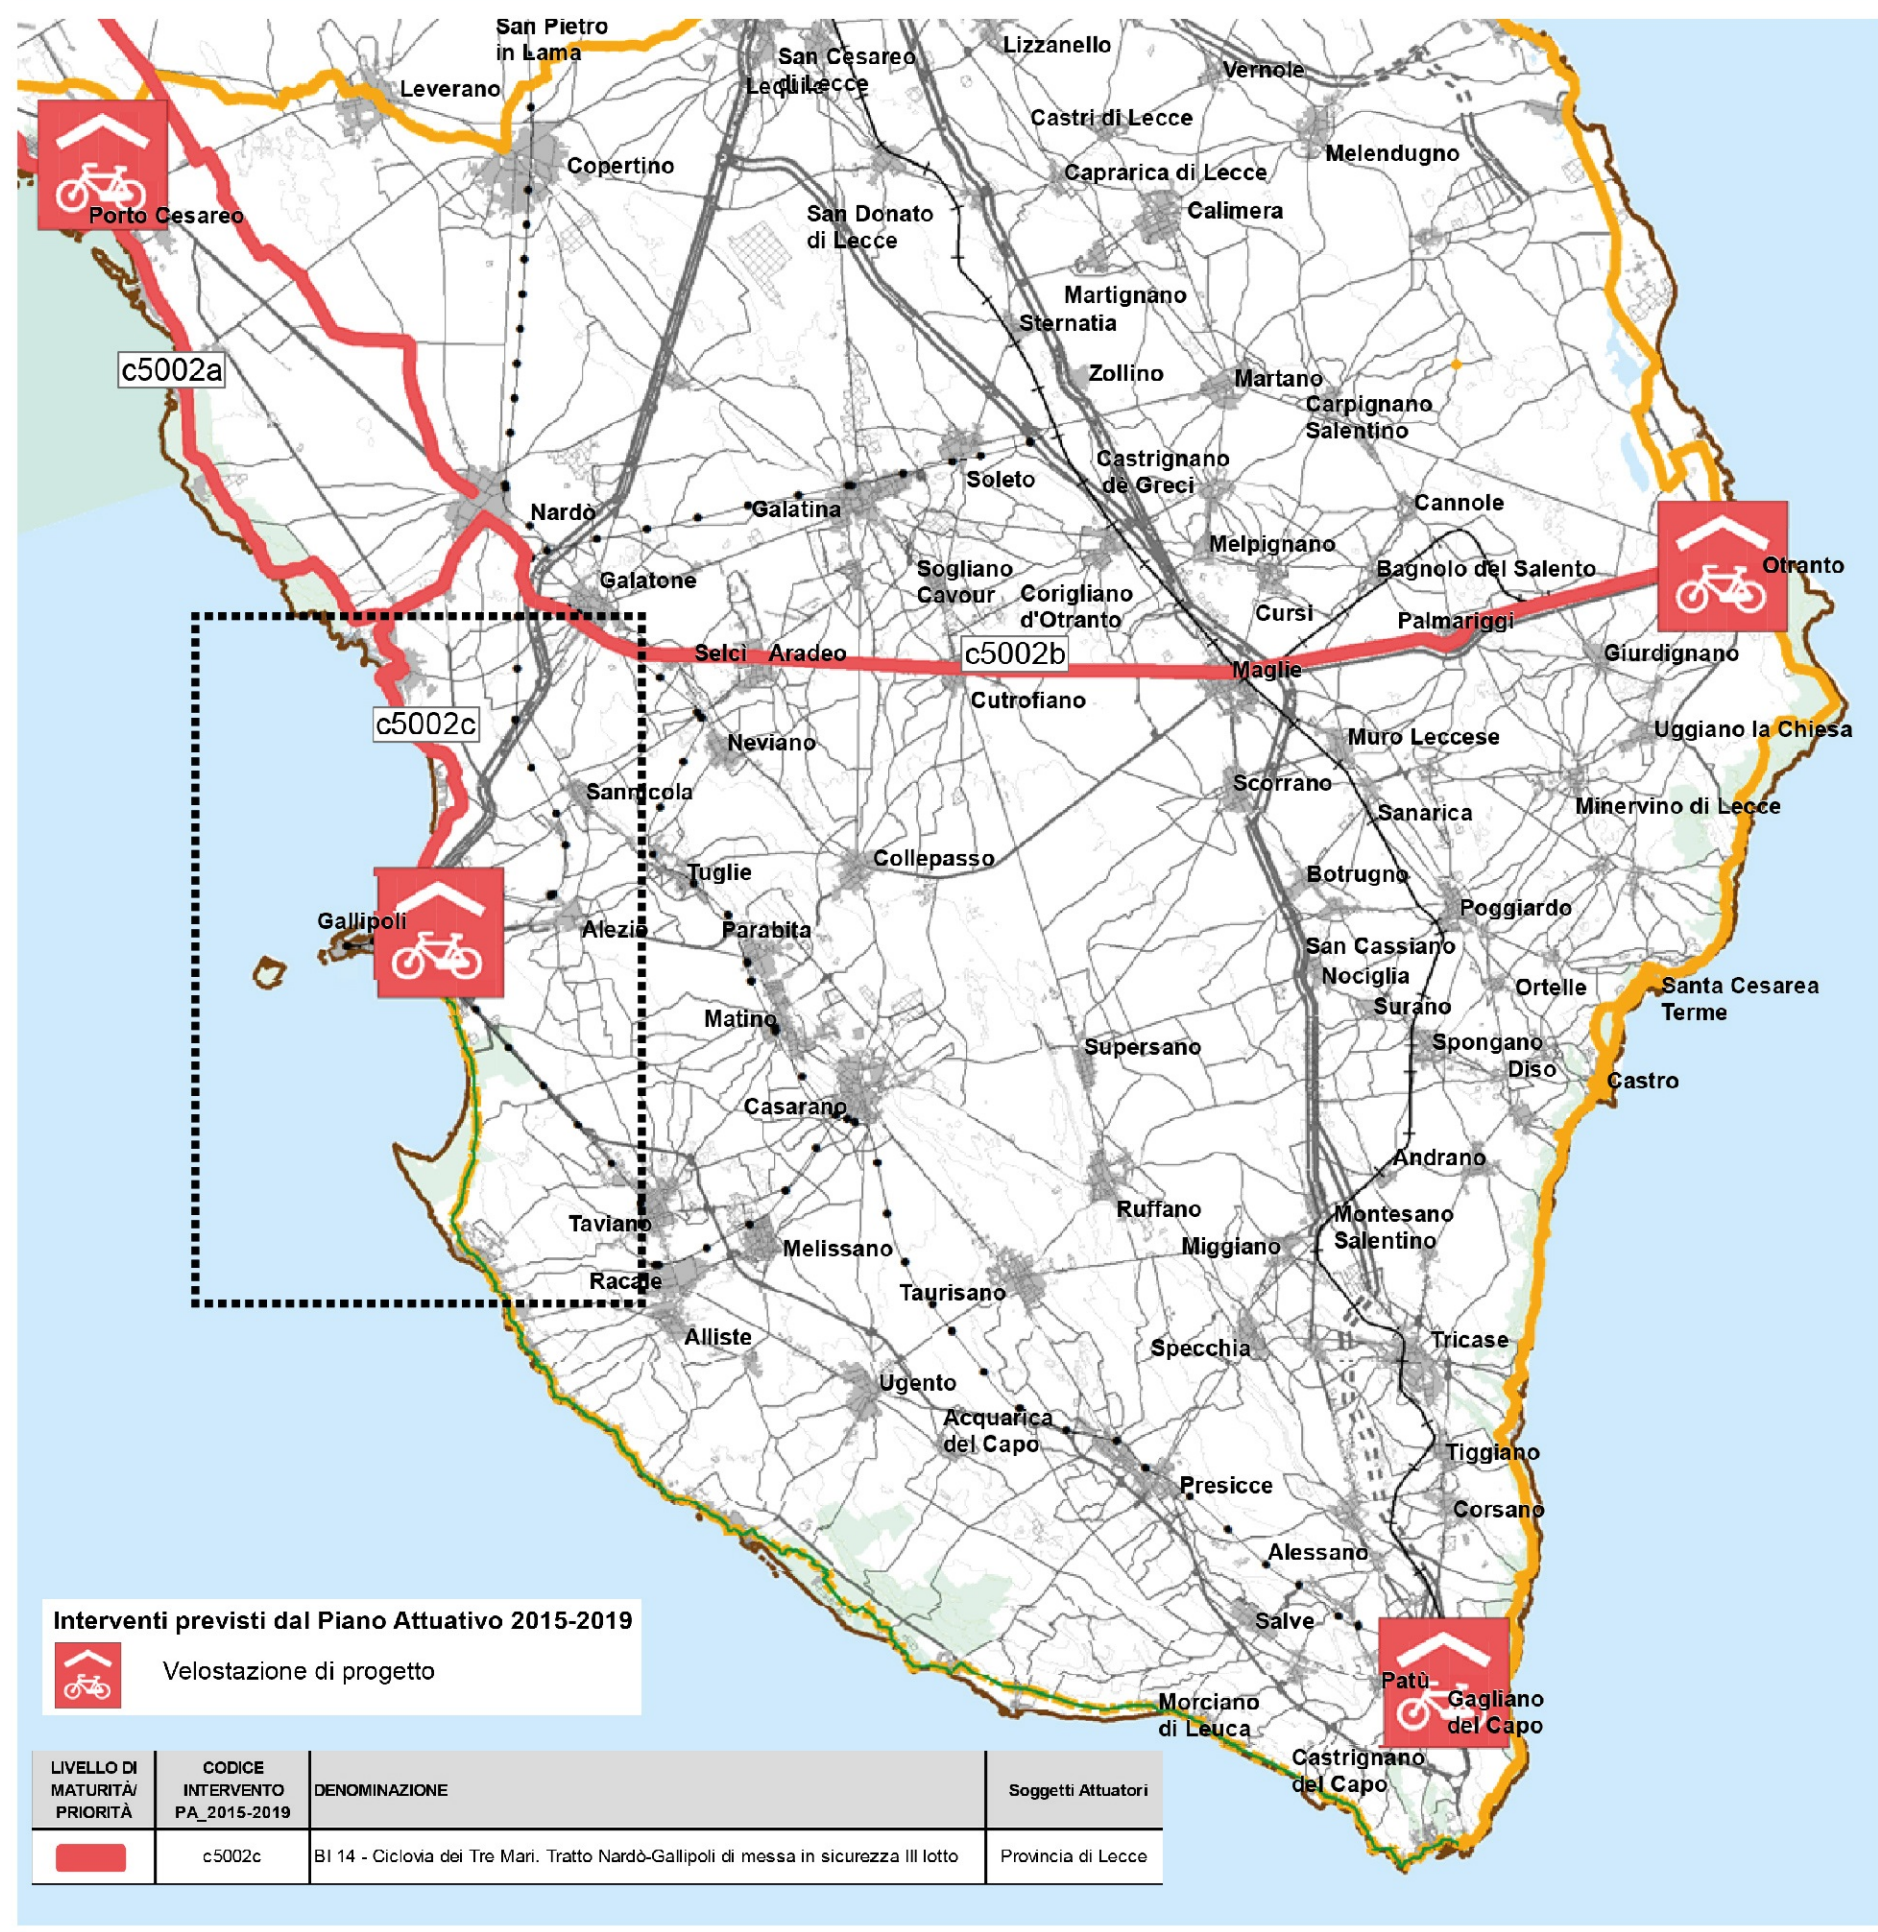 San Pietro
in Lama
San Cesareo
di Lecce
Lequile
Lizzanello
Vernole
Leverano
Castri di Lecce
Melendugno
Copertino
Caprarica di Lecce
Calimera
Porto Cesareo
San Donato
di Lecce
Martignano
Sternatia
c5002a
Zollino
Martano
Carpignano
Salentino
Castrignano
dè Greci
Soleto
Cannole
Nardò
Galatina
Melpignano
Otranto
Galatone
Sogliano
Cavour
Corigliano
d'Otranto
Bagnolo del Salento
Cursi
Palmariggi
Selcì
Aradeo
c5002b
Maglie
Giurdignano
Cutrofiano
c5002c
Neviano
Muro Leccese
Uggiano la Chiesa
Sannicola
Scorrano
Sanarica
Minervino di Lecce
Tuglie
Collepasso
Botrugno
Gallipoli
Alezio
Parabita
Poggiardo
San Cassiano
Nociglia
Ortelle
Santa Cesarea
Terme
Matino
Surano
Supersano
Spongano
Diso
Castro
Casarano
Andrano
Taviano
Ruffano
Montesano
Salentino
Melissano
Miggiano
Racale
Taurisano
Alliste
Specchia
Tricase
Ugento
Acquarica
del Capo
Tiggiano
Presicce
Corsano
Alessano
Salve
Patù
Gagliano
del Capo
Morciano
di Leuca
Castrignano
del Capo
Interventi previsti dal Piano Attuativo 2015-2019
Velostazione di progetto
LIVELLO DI
MATURITÀ/
PRIORITÀ
CODICE
INTERVENTO
PA_2015-2019
DENOMINAZIONE
Soggetti Attuatori
c5002c
BI 14 - Ciclovia dei Tre Mari. Tratto Nardò-Gallipoli di messa in sicurezza III lotto
Provincia di Lecce